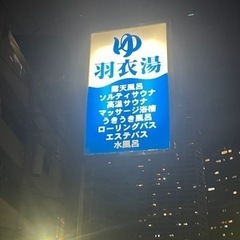 ゆ
羽衣湯
露天風呂
ソルティサウナ
高温サウナ
マッサージ浴槽
うきうき風呂
ローリングバス
エステバス
水風呂